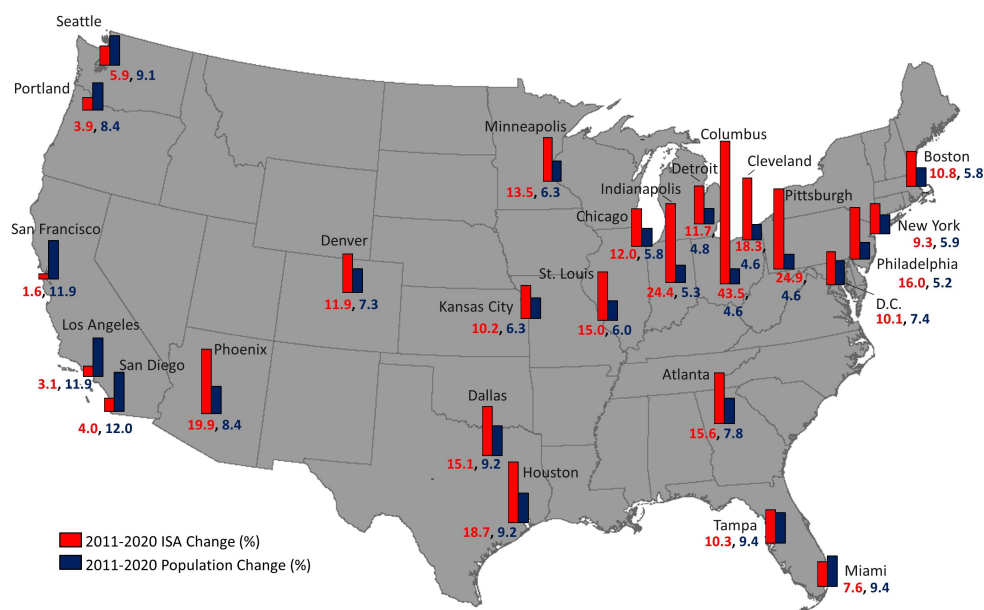 Seattle
5.9, 9.1
Portland
3.9, 8.4
Minneapolis
13.5, 6.3
Columbus
43.5,
4.6
Cleveland
18.3,
4.6
Detroit
11.7,
4.8
Indianapolis
24.4, 5.3
Chicago
12.0, 5.8
Pittsburgh
24.9,
4.6
Boston
10.8, 5.8
New York
9.3, 5.9
Philadelphia
16.0, 5.2
D.C.
10.1, 7.4
San Francisco
1.6, 11.9
Denver
11.9, 7.3
Kansas City
10.2, 6.3
St. Louis
15.0, 6.0
Los Angeles
3.1, 11.9
San Diego
4.0, 12.0
Phoenix
19.9, 8.4
Dallas
15.1, 9.2
Houston
18.7, 9.2
Atlanta
15.6, 7.8
Tampa
10.3, 9.4
Miami
7.6, 9.4
2011-2020 ISA Change (%)
2011-2020 Population Change (%)